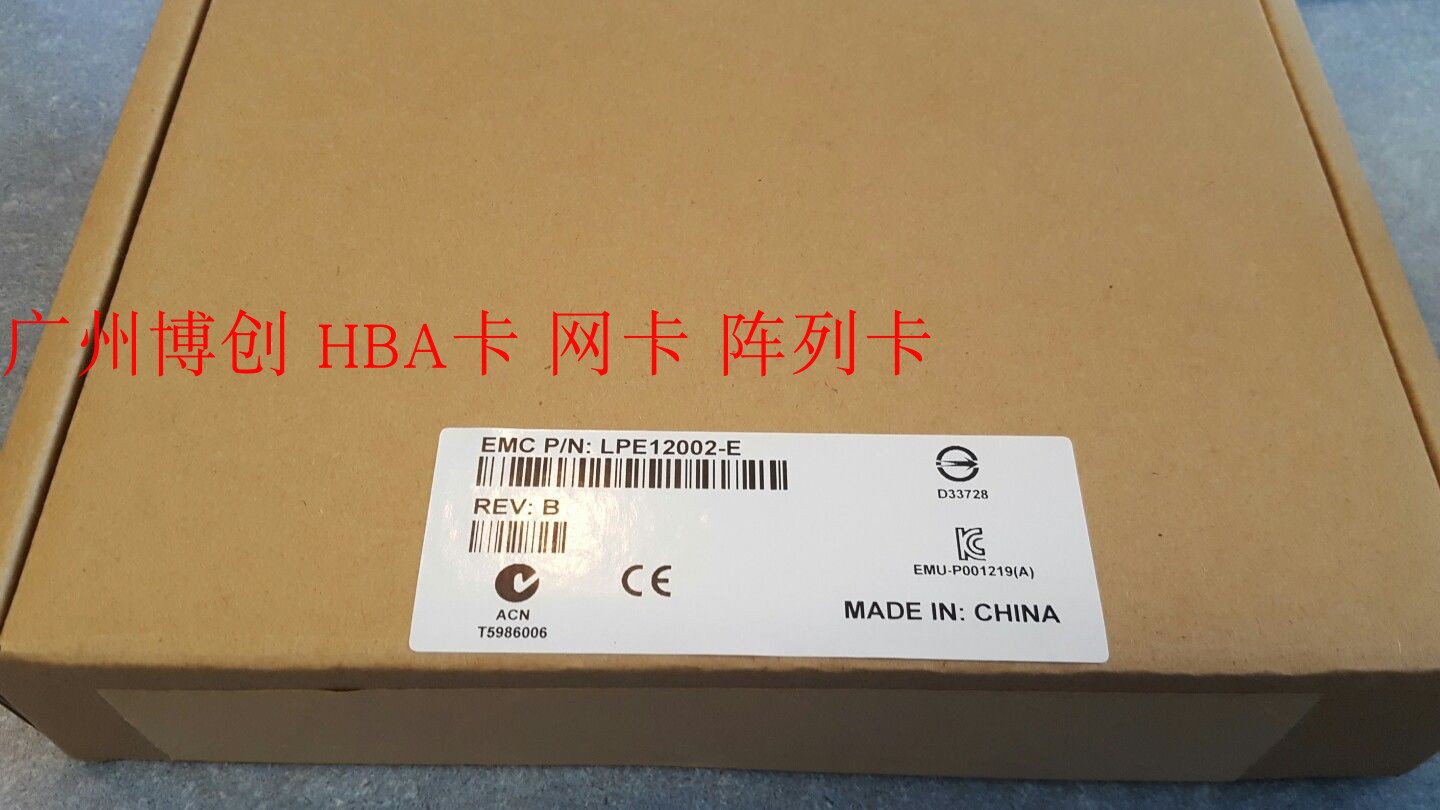 广州博创 HBA卡 网卡 阵列卡
EMC P/N: LPE12002-E
REV: B
D33728
EMU-P001219(A)
CE
ACN
T5986006
MADE IN: CHINA